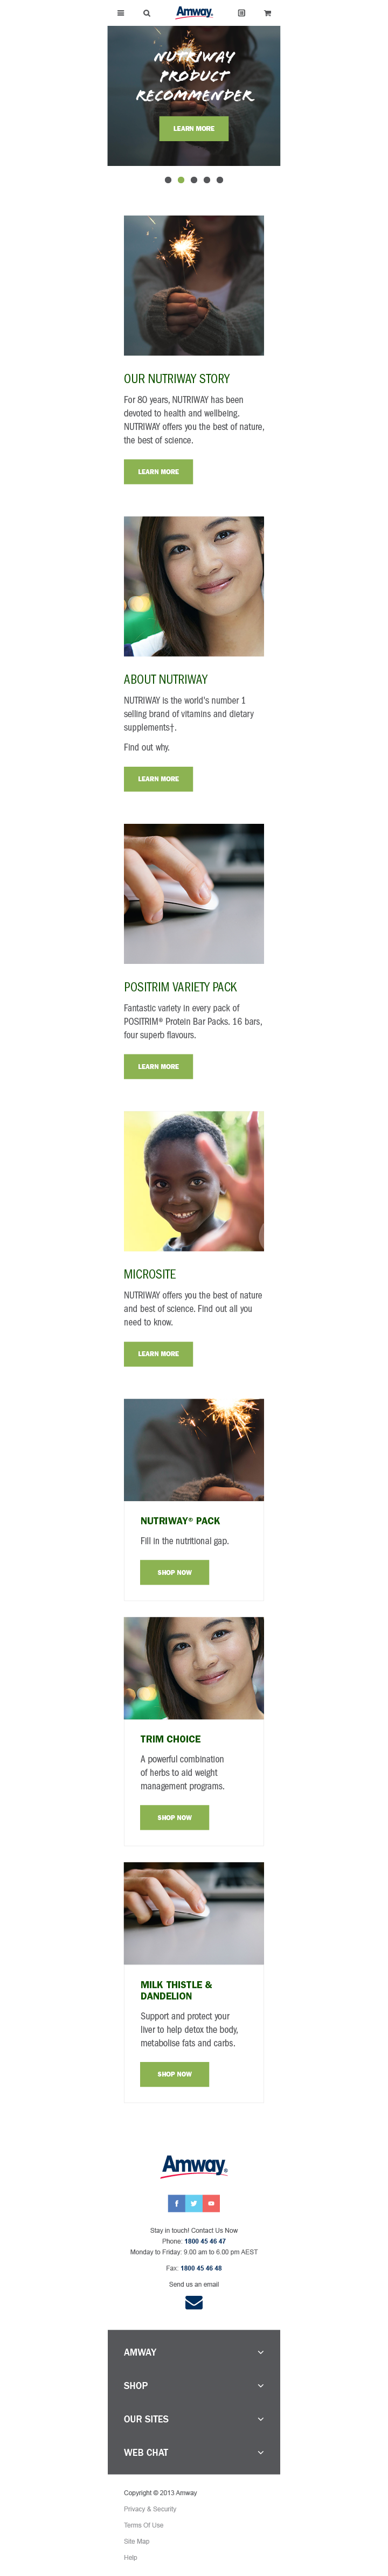 Amway
NUTRIWAY
PRODUCT
RECOMMENDER
LEARN MORE
OUR NUTRIWAY STORY
For 80 years, NUTRIWAY has been
devoted to health and wellbeing.
NUTRIWAY offers you the best of nature,
the best of science.
LEARN MORE
ABOUT NUTRIWAY
NUTRIWAY is the world's number 1
selling brand of vitamins and dietary
supplements†.
Find out why.
LEARN MORE
POSITRIM VARIETY PACK
Fantastic variety in every pack of
POSITRIM® Protein Bar Packs. 16 bars,
four superb flavours.
LEARN MORE
MICROSITE
NUTRIWAY offers you the best of nature
and best of science. Find out all you
need to know.
LEARN MORE
NUTRIWAY® PACK
Fill in the nutritional gap.
SHOP NOW
TRIM CHOICE
A powerful combination
of herbs to aid weight
management programs.
SHOP NOW
MILK THISTLE &
DANDELION
Support and protect your
liver to help detox the body,
metabolise fats and carbs.
SHOP NOW
Amway
Stay in touch! Contact Us Now
Phone: 1800 45 46 47
Monday to Friday: 9.00 am to 6.00 pm AEST
Fax: 1800 45 46 48
Send us an email
AMWAY
SHOP
OUR SITES
WEB CHAT
Copyright © 2013 Amway
Privacy & Security
Terms Of Use
Site Map
Help